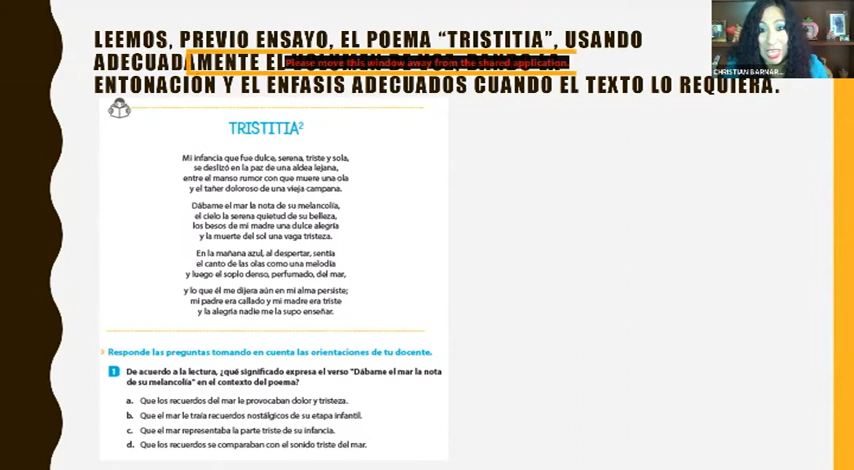 LEEMOS, PREVIO ENSAYO, EL POEMA “TRISTITIA”, USANDO
ADECUADAMENTE EL
Please move this window away from the shared application.
ENTONACIÓN Y EL ENFASIS ADECUADOS CUANDO EL TEXTO LO REQUIERA.
CHRISTIAN BARNAR...
TRISTITIA²
Mi infancia que fue dulce, serena, triste y sola,
se deslizó en la paz de una aldea lejana,
entre el manso rumor con que muere una ola
y el tañer doloroso de una vieja campana.
Dábame el mar la nota de su melancolía,
el cielo la serena quietud de su belleza,
los besos de mi madre una dulce alegría
y la muerte del sol una vaga tristeza.
En la mañana azul, al despertar, sentía
el canto de las olas como una melodía
y luego el soplo denso, perfumado, del mar,
y lo que él me dijera aún en mi alma persiste;
mi padre era callado y mi madre era triste
y la alegría nadie me la supo enseñar.
Responde las preguntas tomando en cuenta las orientaciones de tu docente.
1 De acuerdo a la lectura, ¿qué significado expresa el verso "Dábame el mar la nota
de su melancolía" en el contexto del poema?
a. Que los recuerdos del mar le provocaban dolor y tristeza.
b. Que el mar le traía recuerdos nostálgicos de su etapa infantil.
c. Que el mar representaba la parte triste de su infancia.
d. Que los recuerdos se comparaban con el sonido triste del mar.